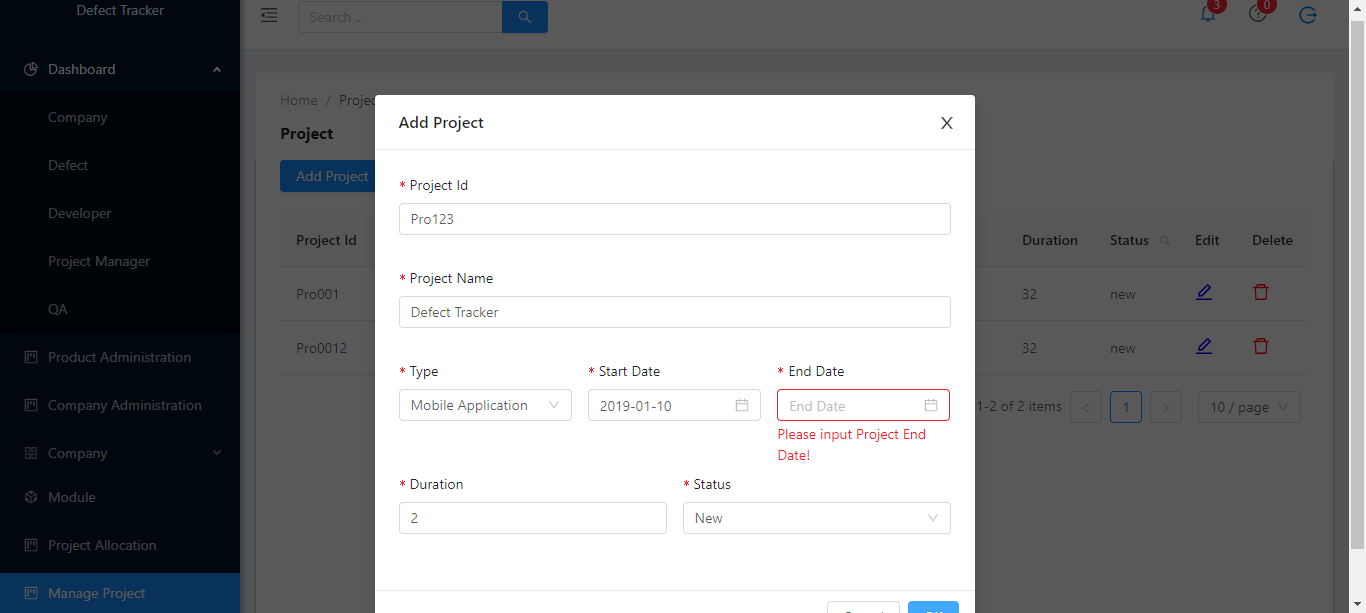 Defect Tracker
Search ..
3
0
Dashboard
Company
Defect
Developer
Project Manager
QA
Product Administration
Company Administration
Company
Module
Project Allocation
Manage Project
Home /
Project
Add Project
Project Id
Duration
Status
Edit
Delete
Pro001
32
new
Pro0012
32
new
1-2 of 2 items
<
1
>
10 / page
Add Project
X
* Project Id
Pro123
* Project Name
Defect Tracker
* Type
* Start Date
* End Date
Mobile Application
2019-01-10
End Date
Please input Project End
Date!
* Duration
* Status
2
New